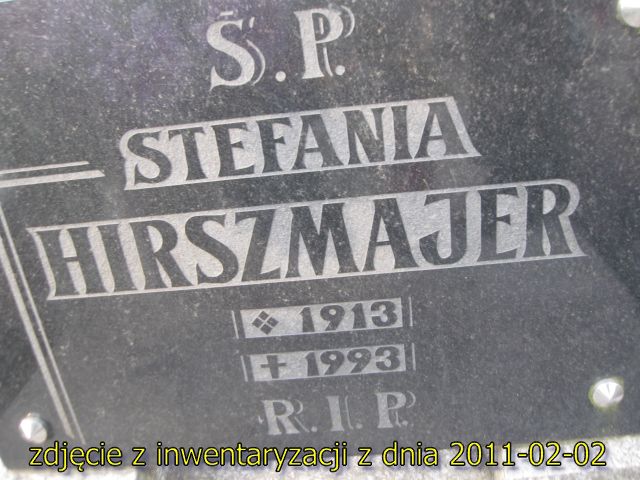 Ś.P.
STEFANIA
HIRSZMAJER
❖ 1913
✝ 1993
R.I.P.
zdjęcie z inwentaryzacji z dnia 2011-02-02